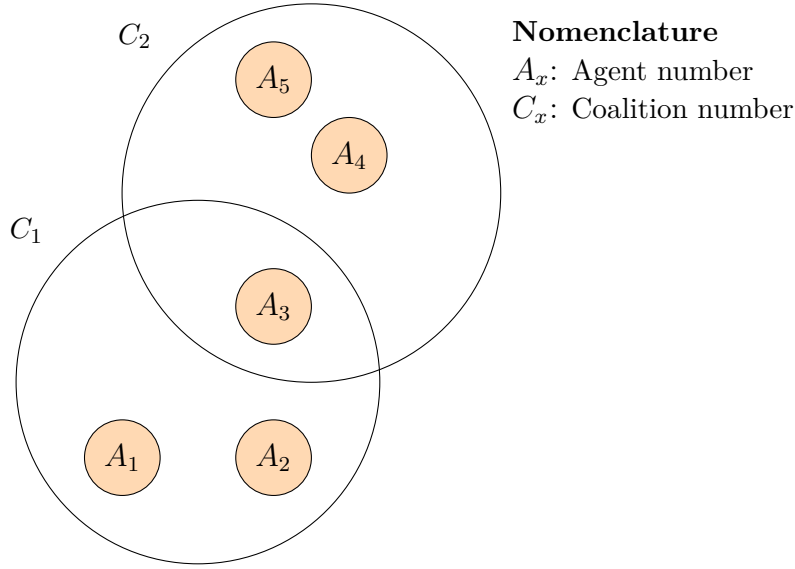 C₂
A₅
A₄
C₁
A₃
A₁ A₂
Nomenclature
Aₓ: Agent number
Cₓ: Coalition number